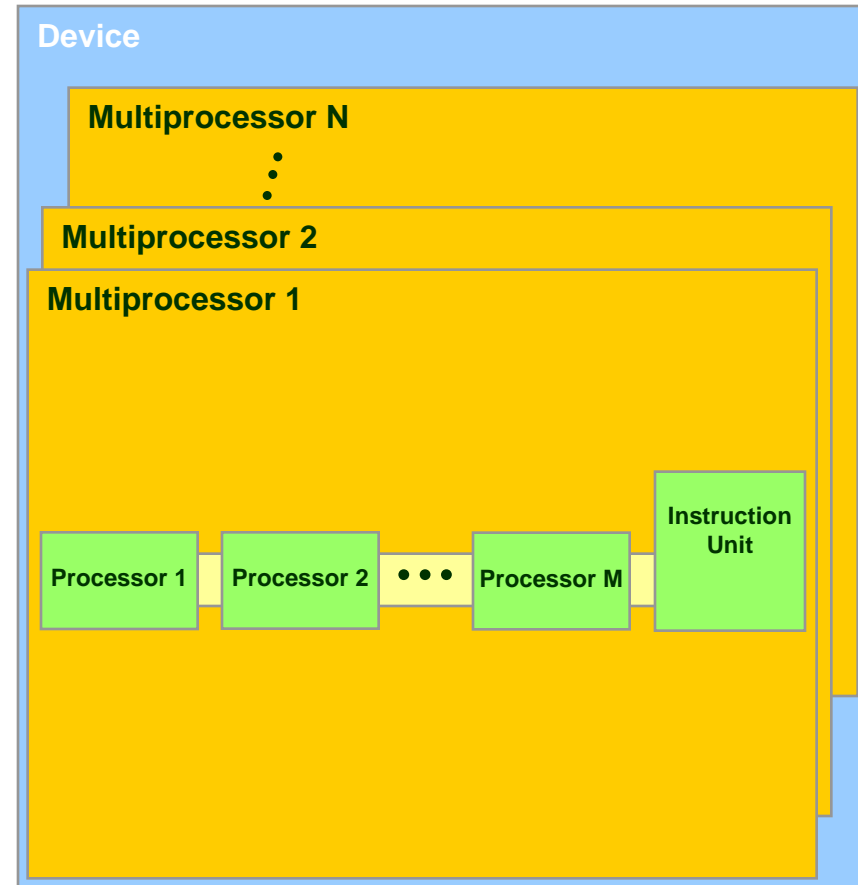 Device
Multiprocessor N
Multiprocessor 2
Multiprocessor 1
Instruction
Unit
Processor 1
Processor 2
• • •
Processor M